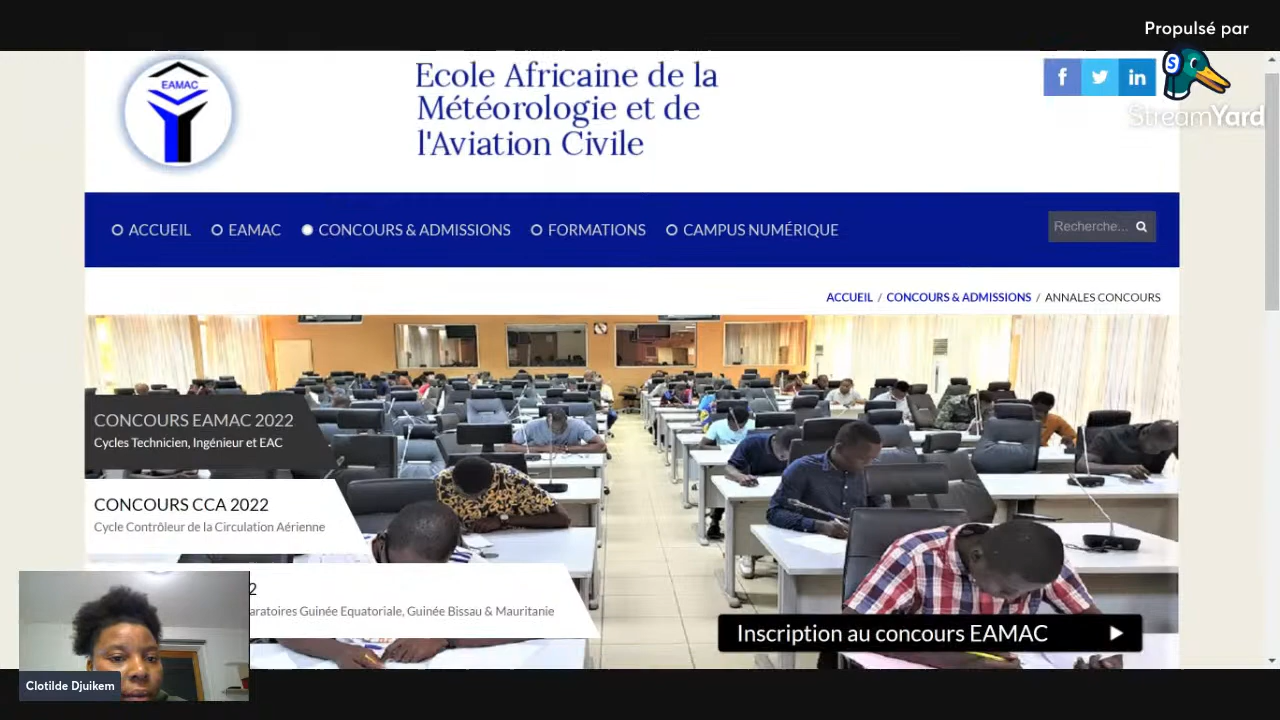 Propulsé par
StreamYard
EAMAC
Ecole Africaine de la
Météorologie et de
l'Aviation Civile
ACCUEIL
EAMAC
CONCOURS & ADMISSIONS
FORMATIONS
CAMPUS NUMÉRIQUE
Recherche...
ACCUEIL / CONCOURS & ADMISSIONS / ANNALES CONCOURS
CONCOURS EAMAC 2022
Cycles Technicien, Ingénieur et EAC
CONCOURS CCA 2022
Cycle Contrôleur de la Circulation Aérienne
2
aratoires Guinée Equatoriale, Guinée Bissau & Mauritanie
Inscription au concours EAMAC
Clotilde Djuikem